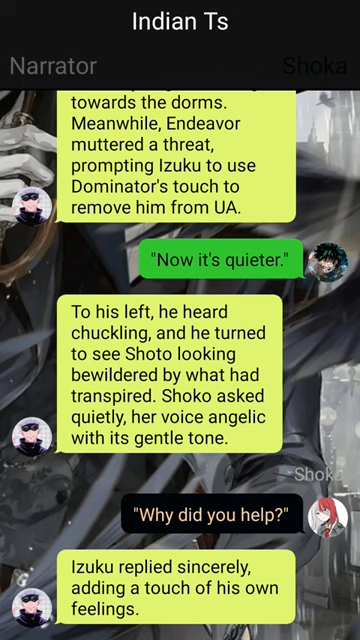 Indian Ts
Narrator
Shoka
towards the dorms.
Meanwhile, Endeavor
muttered a threat,
prompting Izuku to use
Dominator's touch to
remove him from UA.
"Now it's quieter."
To his left, he heard
chuckling, and he turned
to see Shoto looking
bewildered by what had
transpired. Shoko asked
quietly, her voice angelic
with its gentle tone.
"Why did you help?"
Izuku replied sincerely,
adding a touch of his own
feelings.